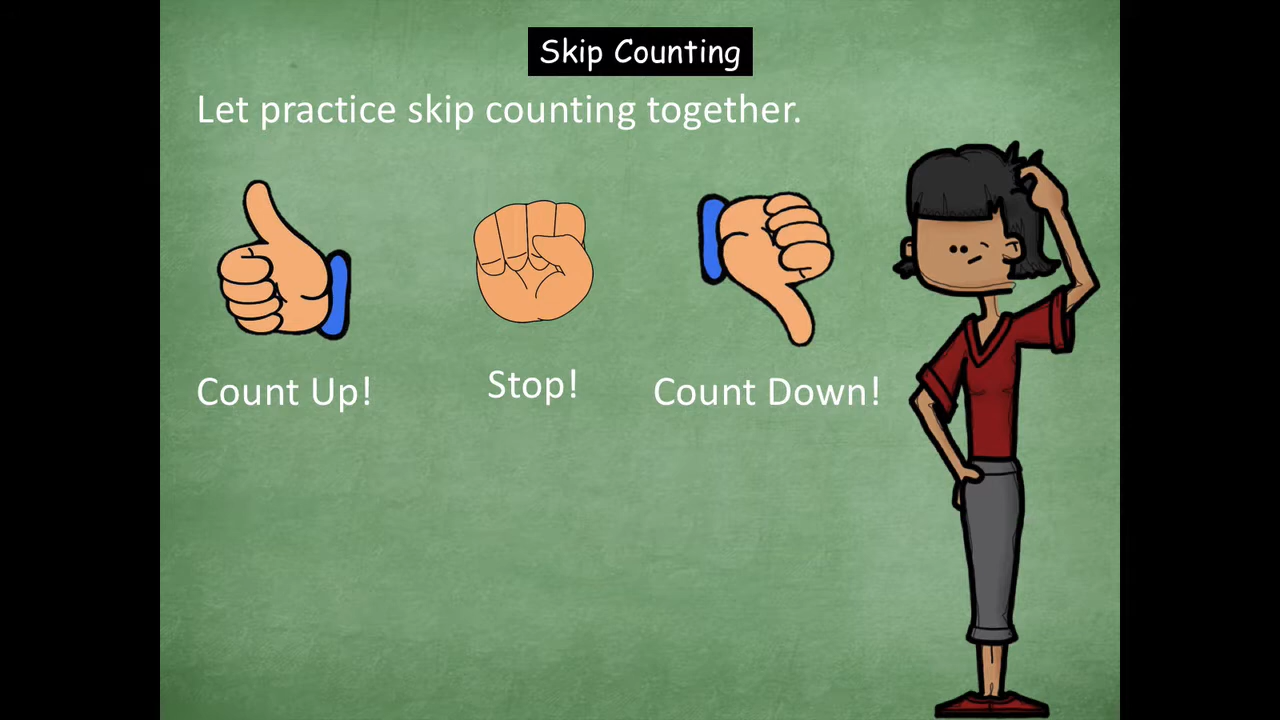 Skip Counting
Let practice skip counting together.
Count Up!
Stop!
Count Down!